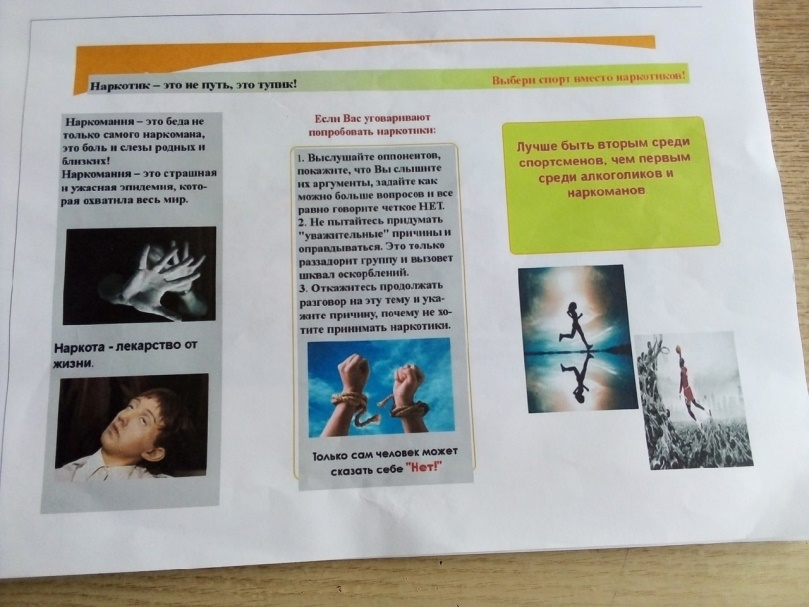 Наркотик – это не путь, это тупик!
Выбери спорт вместо наркотиков!
Наркомания – это беда не
только самого наркомана,
это боль и слезы родных и
близких!
Наркомания – это страшная
и ужасная эпидемия, кото-
рая охватила весь мир.
Наркота - лекарство от
жизни.
Если Вас уговаривают
попробовать наркотики:
1. Выслушайте оппонентов,
покажите, что Вы слышите
их аргументы, задайте как
можно больше вопросов и все
равно говорите четкое НЕТ.
2. Не пытайтесь придумать
"уважительные" причины и
оправдываться. Это только
раззадорит группу и вызовет
шквал оскорблений.
3. Откажитесь продолжать
разговор на эту тему и ука-
жите причину, почему не хо-
тите принимать наркотики.
Только сам человек может
сказать себе "Нет!"
Лучше быть вторым среди
спортсменов, чем первым
среди алкоголиков и
наркоманов